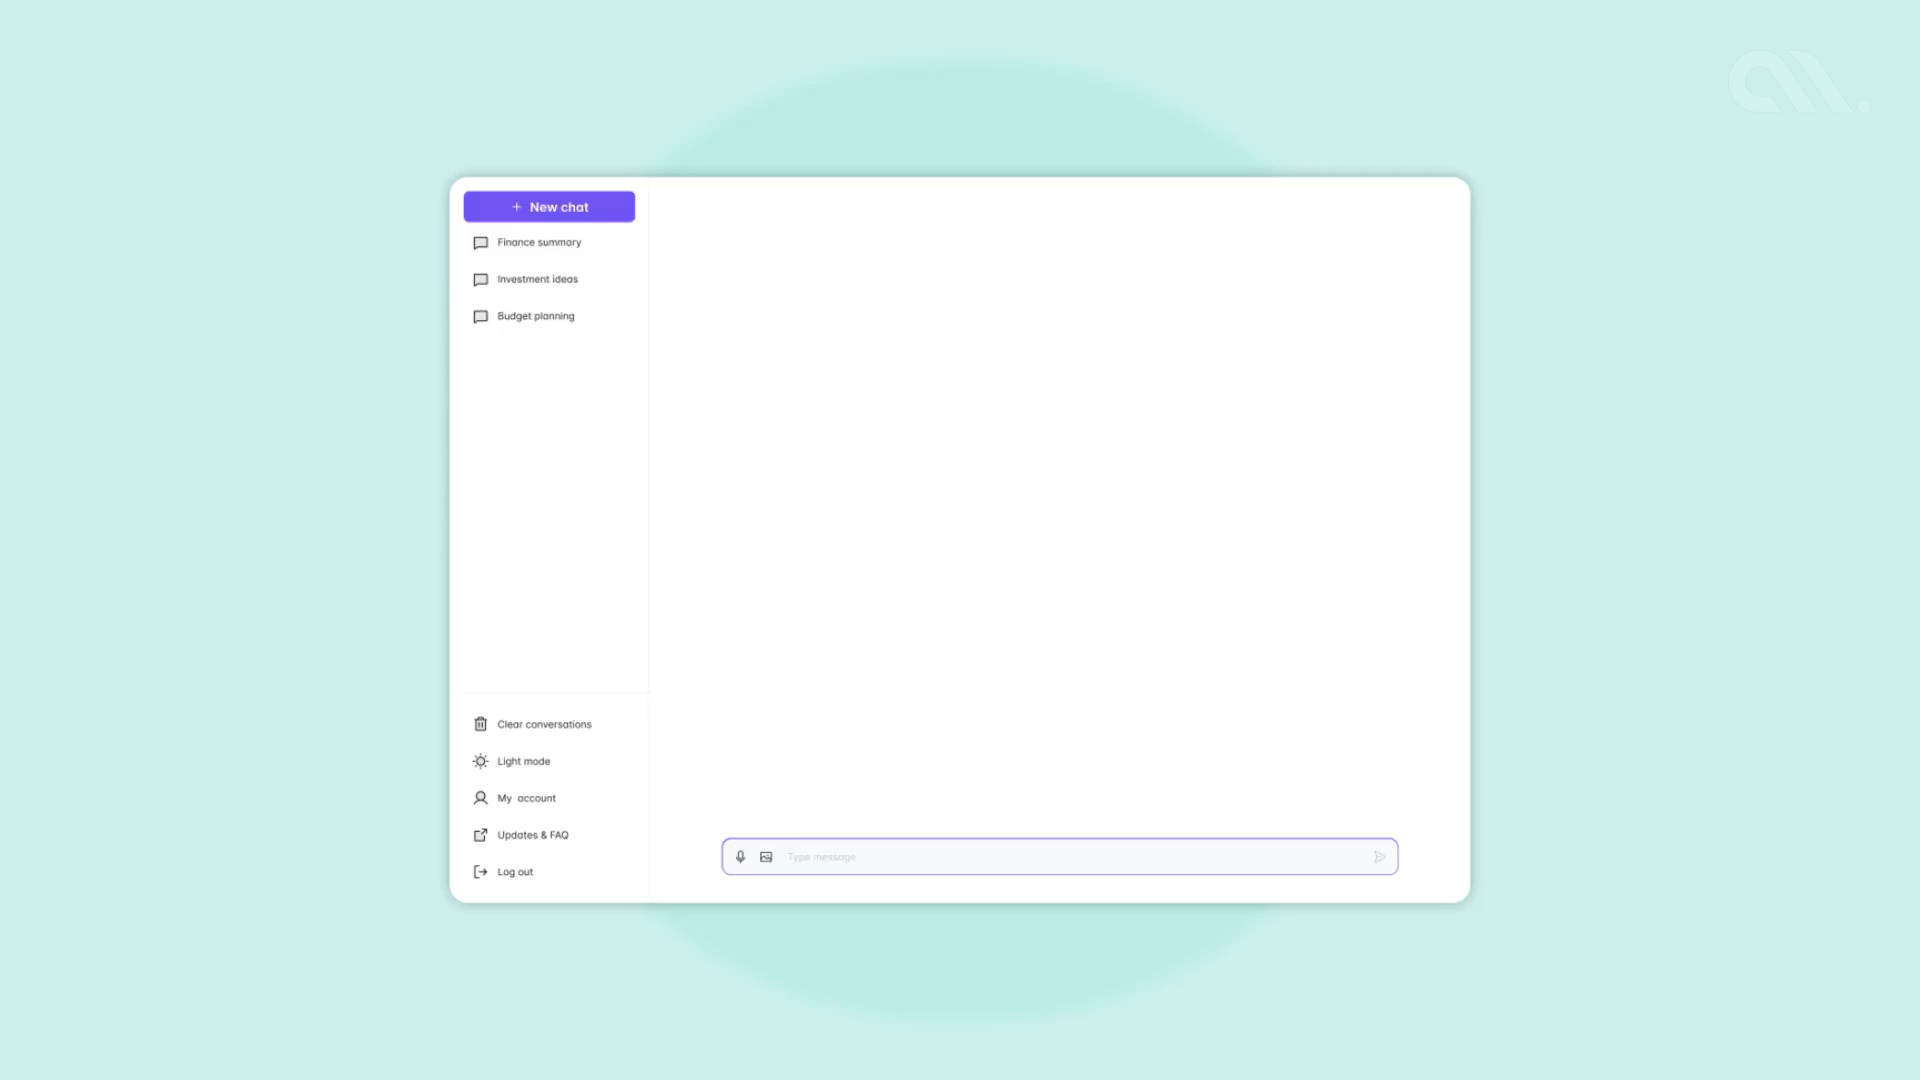 + New chat
Finance summary
Investment ideas
Budget planning
Clear conversations
Light mode
My account
Updates & FAQ
Log out
Type message